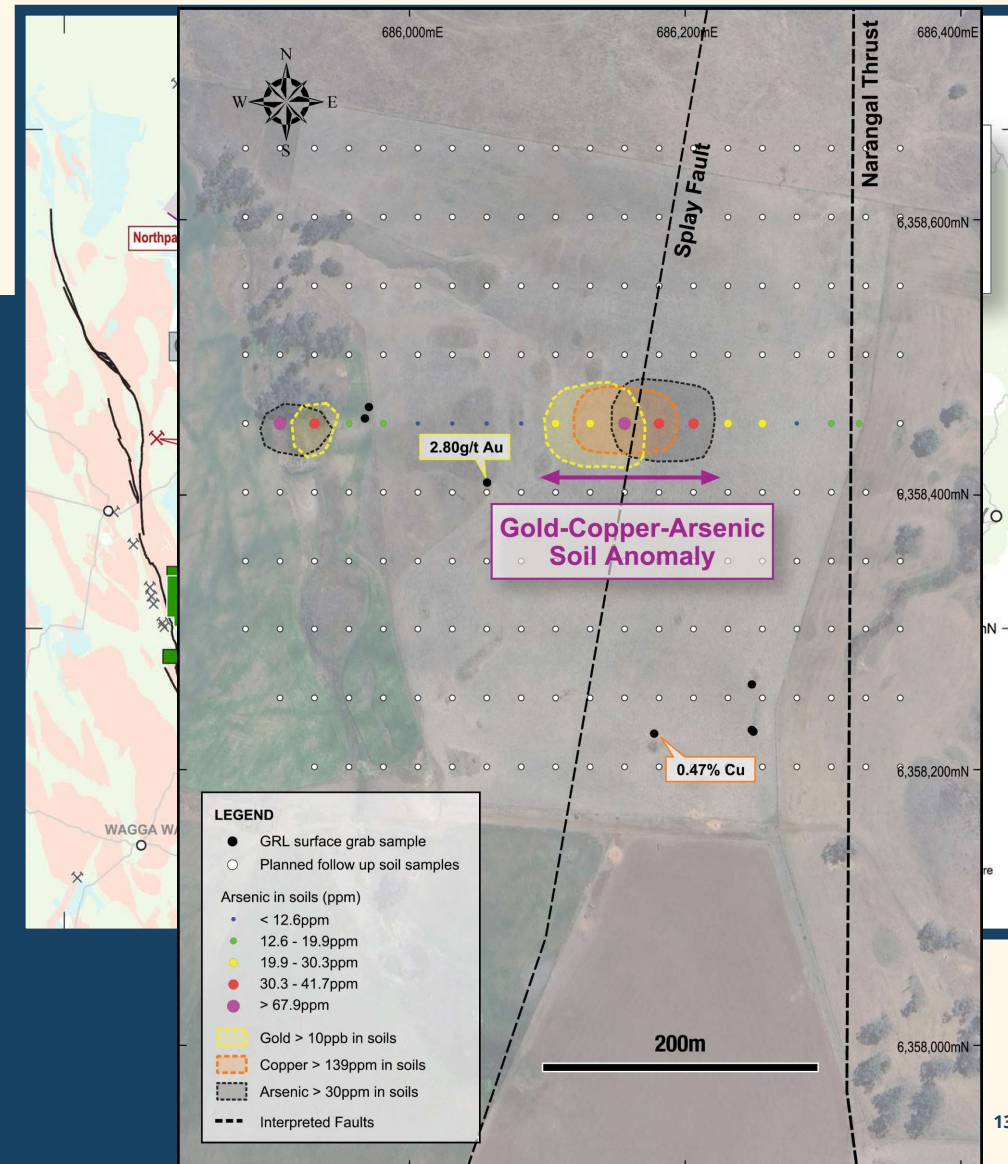 686,000mE
686,200mE
686,400mE
N
W
E
S
Narangal Thrust
Splay Fault
Northpa
6,358,600mN
2.80g/t Au
6,358,400mN
Gold-Copper-Arsenic
Soil Anomaly
mN
0.47% Cu
6,358,200mN
WAGGA WA
re
LEGEND
GRL surface grab sample
Planned follow up soil samples
Arsenic in soils (ppm)
< 12.6ppm
12.6 - 19.9ppm
19.9 - 30.3ppm
30.3 - 41.7ppm
> 67.9ppm
Gold > 10ppb in soils
Copper > 139ppm in soils
Arsenic > 30ppm in soils
Interpreted Faults
200m
6,358,000mN
13